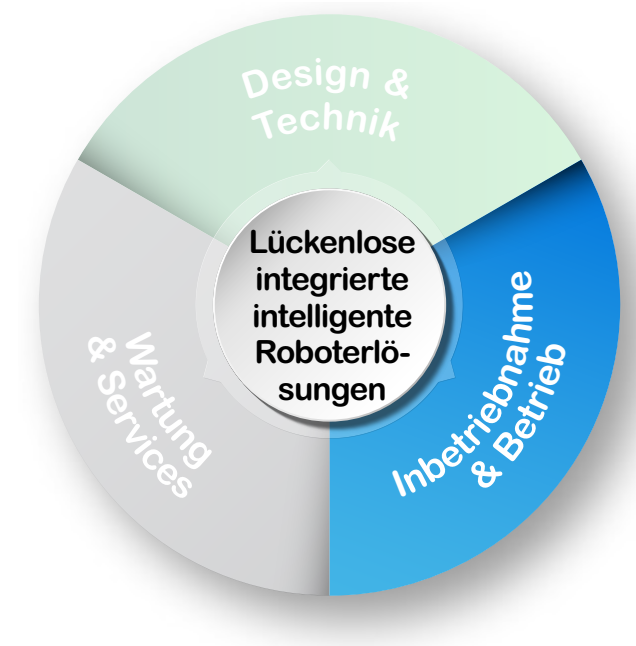 Design &
Technik
Lückenlose
integrierte
intelligente
Roboterlö-
sungen
Inbetriebnahme
& Betrieb
Wartung
& Services